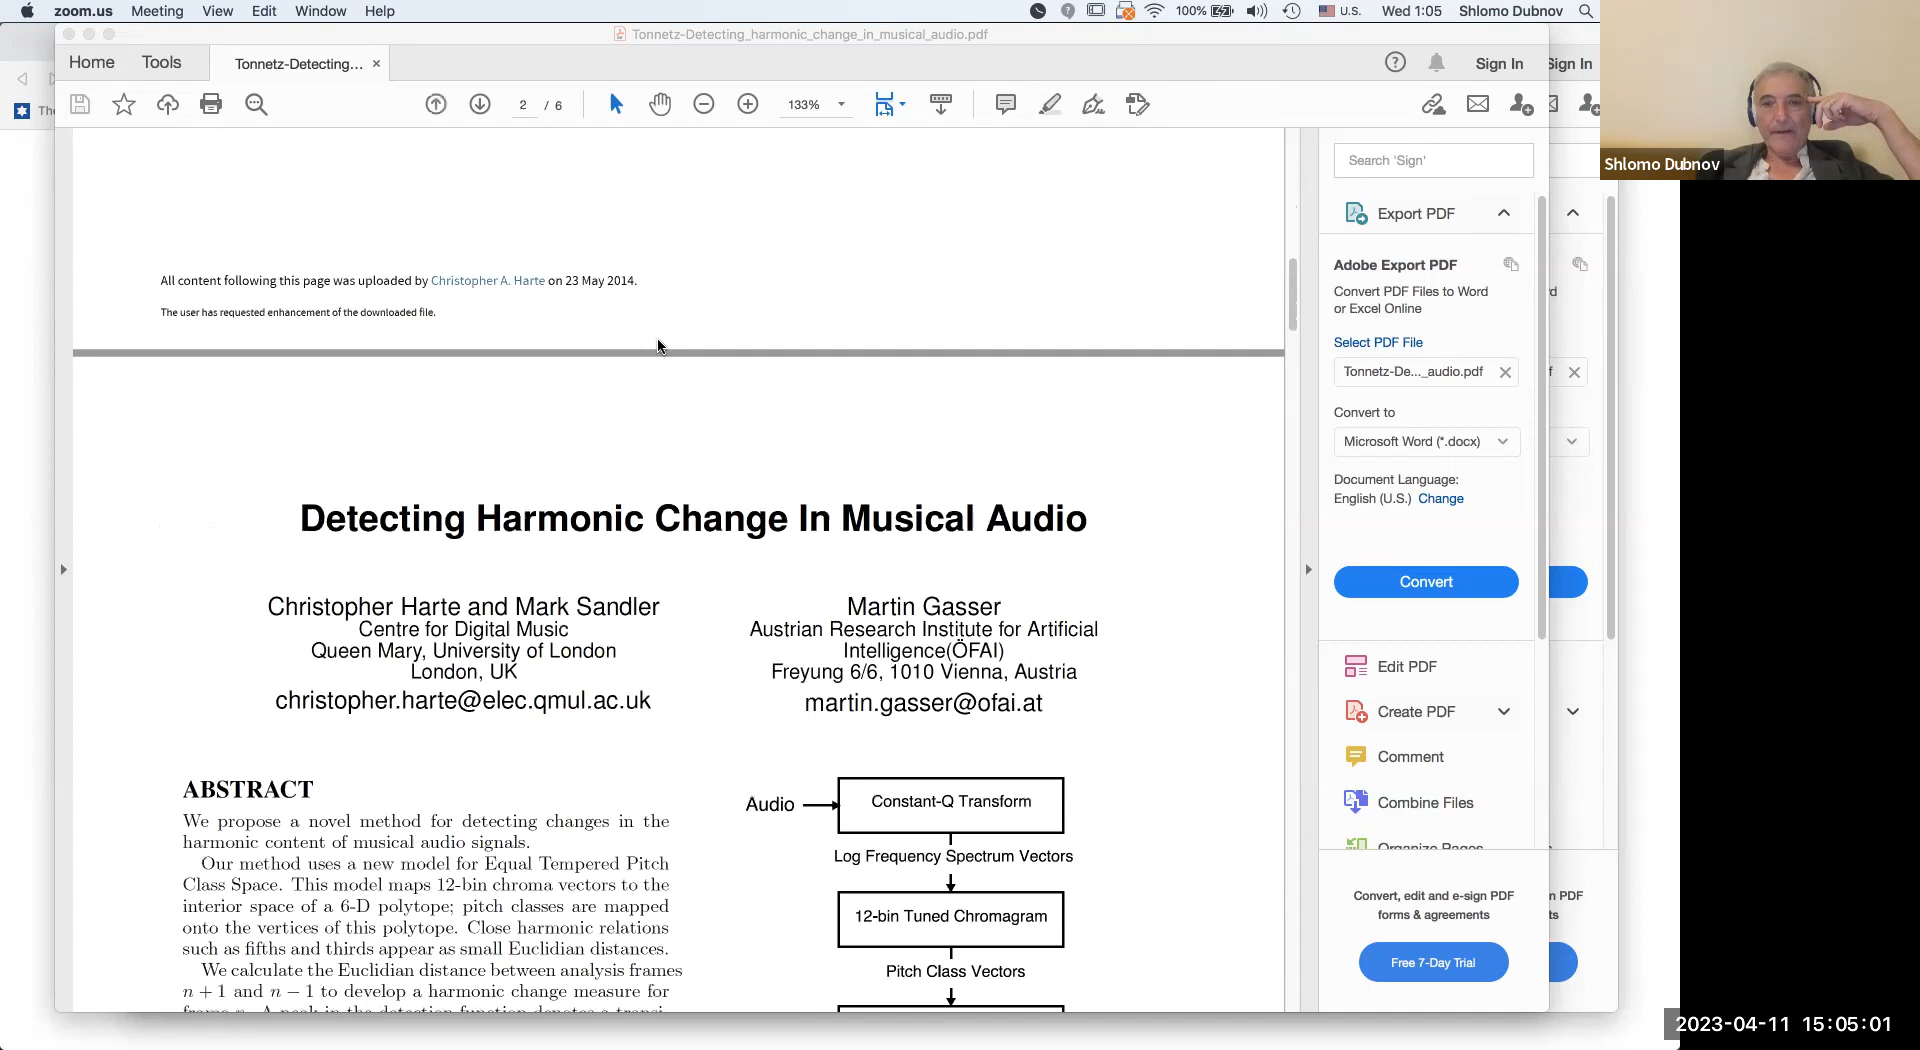 zoom.us Meeting View Edit Window Help
100% U.S. Wed 1:05 Shlomo Dubnov
Tonnetz-Detecting_harmonic_change_in_musical_audio.pdf
Home Tools Tonnetz-Detecting... × Sign In Sign In
2 / 6 133%
Search 'Sign'
Shlomo Dubnov
Export PDF
Adobe Export PDF
Convert PDF Files to Word
or Excel Online
Select PDF File
Tonnetz-De..._audio.pdf
Convert to
Microsoft Word (*.docx)
Document Language:
English (U.S.) Change
Convert
Edit PDF
Create PDF
Comment
Combine Files
Organize Pages
Convert, edit and e-sign PDF
forms & agreements
Free 7-Day Trial
All content following this page was uploaded by Christopher A. Harte on 23 May 2014.
The user has requested enhancement of the downloaded file.
Detecting Harmonic Change In Musical Audio
Christopher Harte and Mark Sandler
Centre for Digital Music
Queen Mary, University of London
London, UK
christopher.harte@elec.qmul.ac.uk
Martin Gasser
Austrian Research Institute for Artificial
Intelligence(ÖFAI)
Freyung 6/6, 1010 Vienna, Austria
martin.gasser@ofai.at
ABSTRACT
We propose a novel method for detecting changes in the
harmonic content of musical audio signals.
Our method uses a new model for Equal Tempered Pitch
Class Space. This model maps 12-bin chroma vectors to the
interior space of a 6-D polytope; pitch classes are mapped
onto the vertices of this polytope. Close harmonic relations
such as fifths and thirds appear as small Euclidian distances.
We calculate the Euclidian distance between analysis frames
n + 1 and n − 1 to develop a harmonic change measure for
frame n. A peak in the detection function denotes a transi-
Audio
Constant-Q Transform
Log Frequency Spectrum Vectors
12-bin Tuned Chromagram
Pitch Class Vectors
2023-04-11 15:05:01